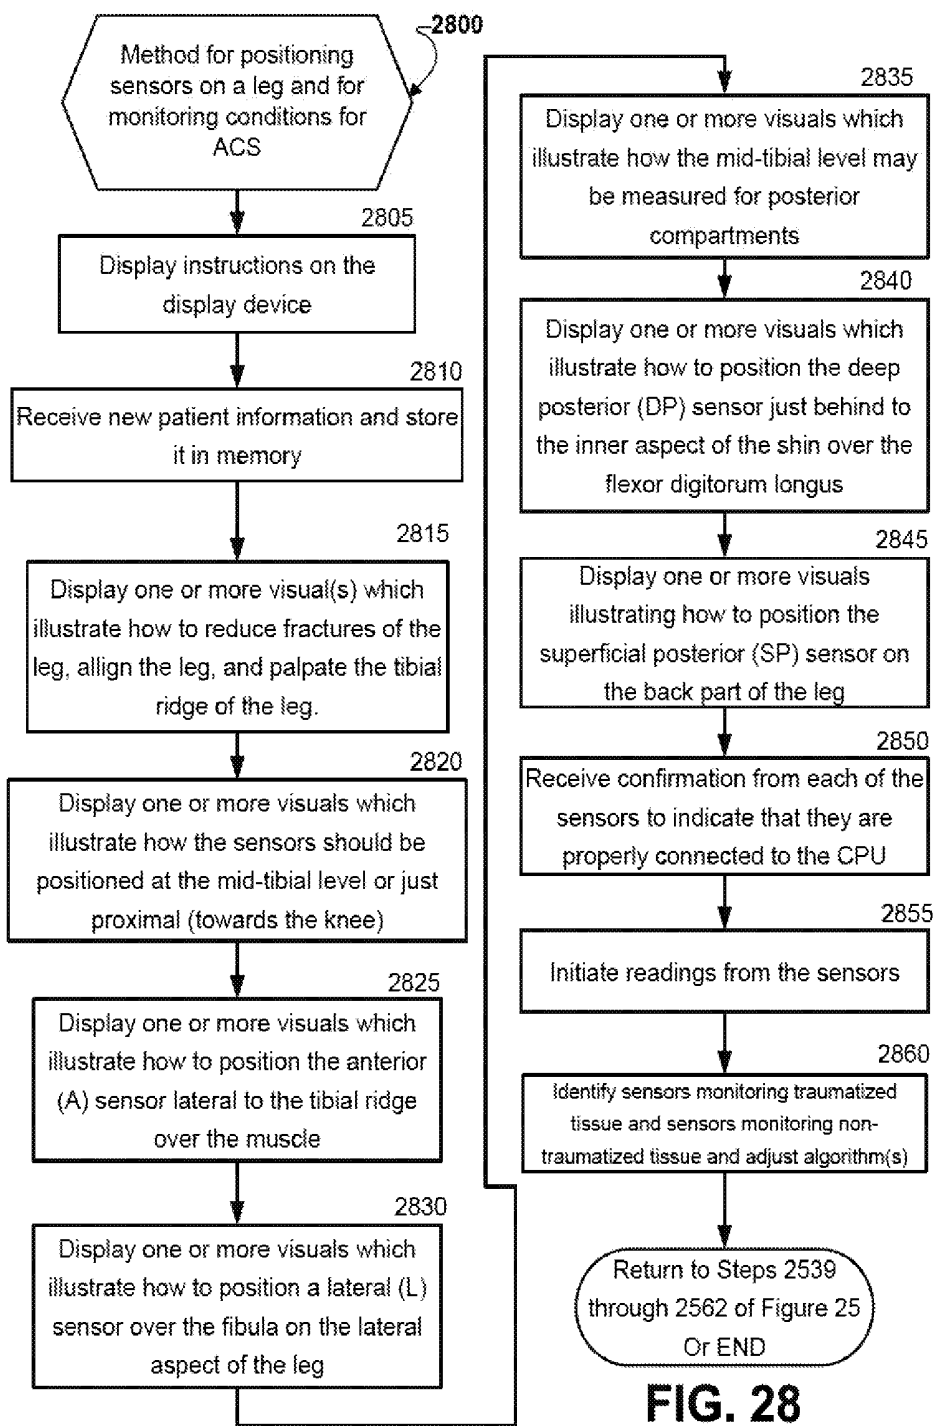 2800
Method for positioning
sensors on a leg and for
monitoring conditions for
ACS
2805
Display instructions on the
display device
2810
Receive new patient information and store
it in memory
2815
Display one or more visual(s) which
illustrate how to reduce fractures of the
leg, allign the leg, and palpate the tibial
ridge of the leg.
2820
Display one or more visuals which
illustrate how the sensors should be
positioned at the mid-tibial level or just
proximal (towards the knee)
2825
Display one or more visuals which
illustrate how to position the anterior
(A) sensor lateral to the tibial ridge
over the muscle
2830
Display one or more visuals which
illustrate how to position a lateral (L)
sensor over the fibula on the lateral
aspect of the leg
2835
Display one or more visuals which
illustrate how the mid-tibial level may
be measured for posterior
compartments
2840
Display one or more visuals which
illustrate how to position the deep
posterior (DP) sensor just behind to
the inner aspect of the shin over the
flexor digitorum longus
2845
Display one or more visuals
illustrating how to position the
superficial posterior (SP) sensor on
the back part of the leg
2850
Receive confirmation from each of the
sensors to indicate that they are
properly connected to the CPU
2855
Initiate readings from the sensors
2860
Identify sensors monitoring traumatized
tissue and sensors monitoring non-
traumatized tissue and adjust algorithm(s)
Return to Steps 2539
through 2562 of Figure 25
Or END
FIG. 28